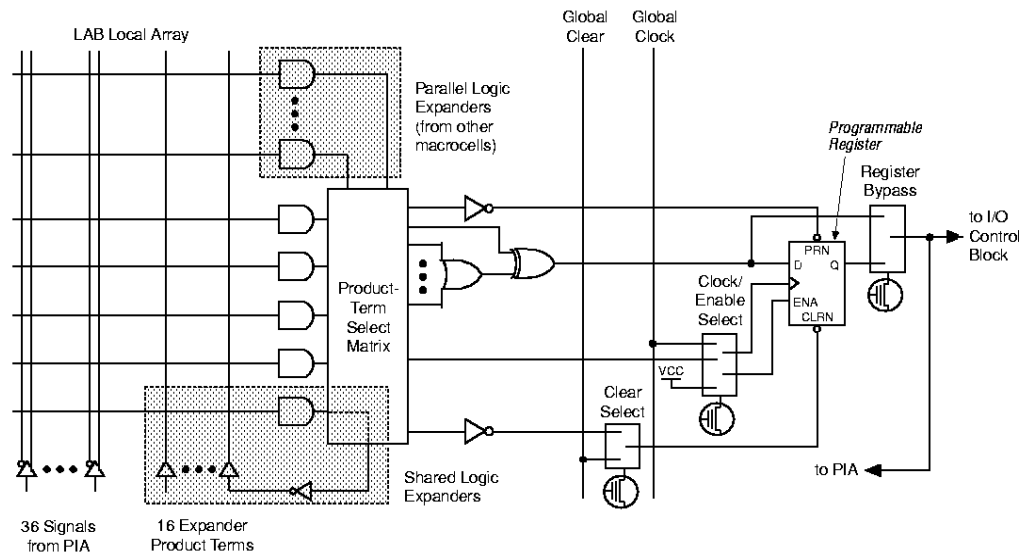 LAB Local Array
Global
Clear
Global
Clock
Parallel Logic
Expanders
(from other
macrocells)
Programmable
Register
Register
Bypass
to I/O
Control
Block
PRN
D
Q
ENA
CLRN
Clock/
Enable
Select
Product-
Term
Select
Matrix
VCC
Clear
Select
to PIA
Shared Logic
Expanders
36 Signals
from PIA
16 Expander
Product Terms